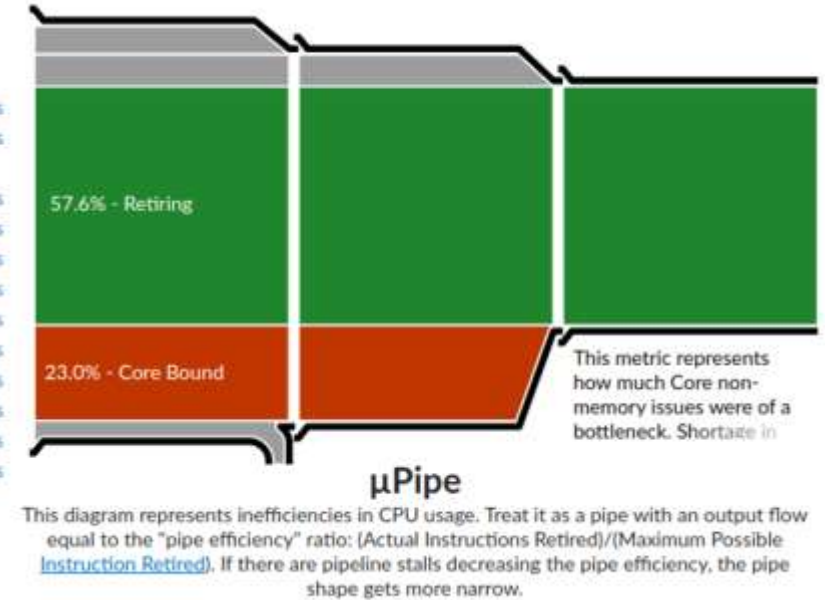 57.6% - Retiring
23.0% - Core Bound
This metric represents
how much Core non-
memory issues were of a
bottleneck. Shortage in
µPipe
This diagram represents inefficiencies in CPU usage. Treat it as a pipe with an output flow
equal to the "pipe efficiency" ratio: (Actual Instructions Retired)/(Maximum Possible
Instruction Retired). If there are pipeline stalls decreasing the pipe efficiency, the pipe
shape gets more narrow.